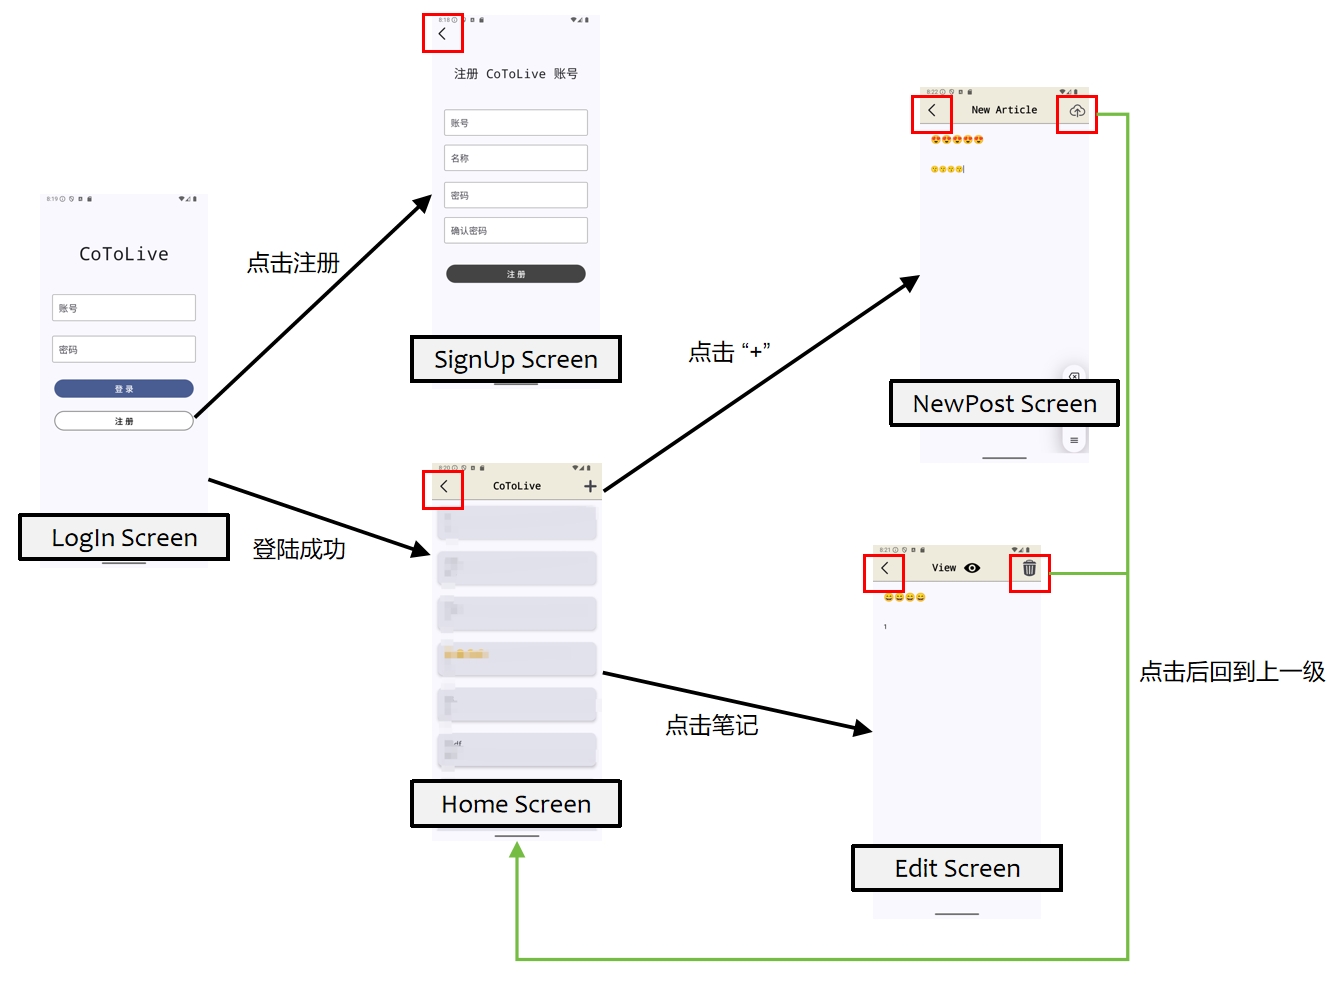 8:19
CoToLive
账号
密码
登录
注册
LogIn Screen
点击注册
登陆成功
8:18
注册 CoToLive 账号
账号
名称
密码
确认密码
注册
SignUp Screen
8:20
CoToLive
Home Screen
点击 “+”
点击笔记
8:22
New Article
NewPost Screen
8:21
View
1
Edit Screen
点击后回到上一级